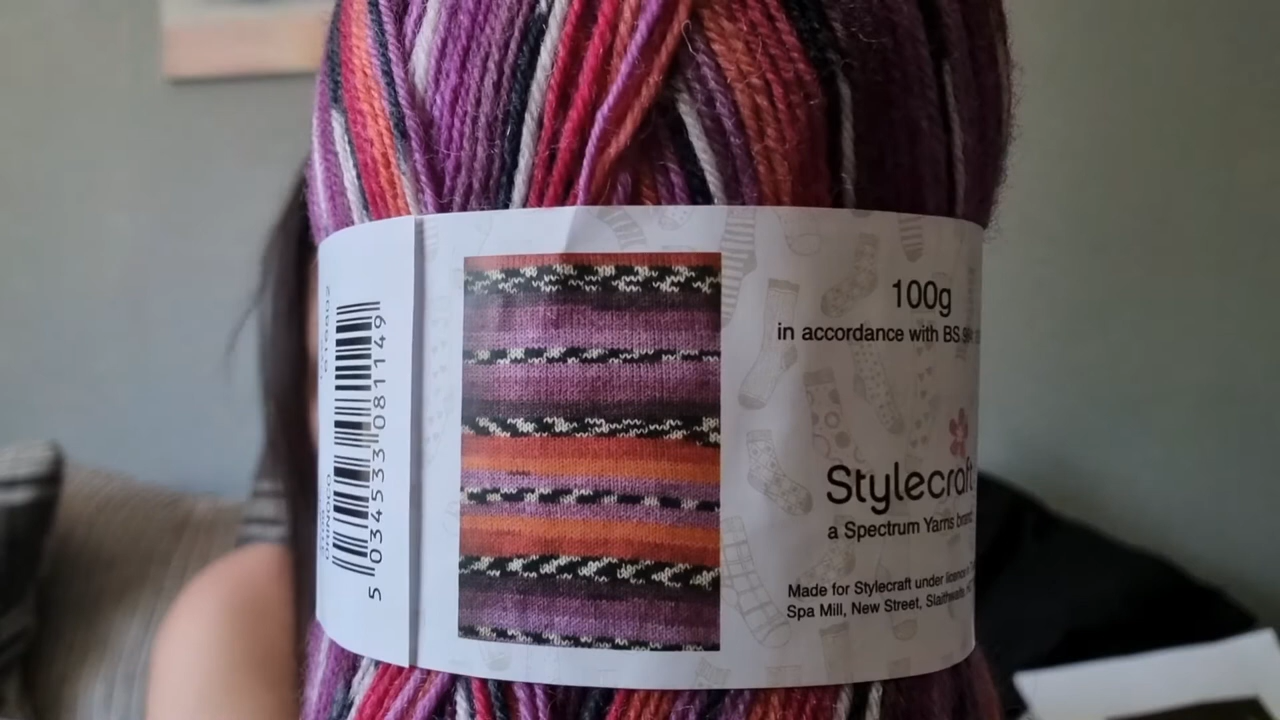 5 034533 081149
ORINOCO
100g
in accordance with BS
Stylecraft
a Spectrum Yarns brand
Made for Stylecraft under licence
Spa Mill, New Street, Slaithwaite,